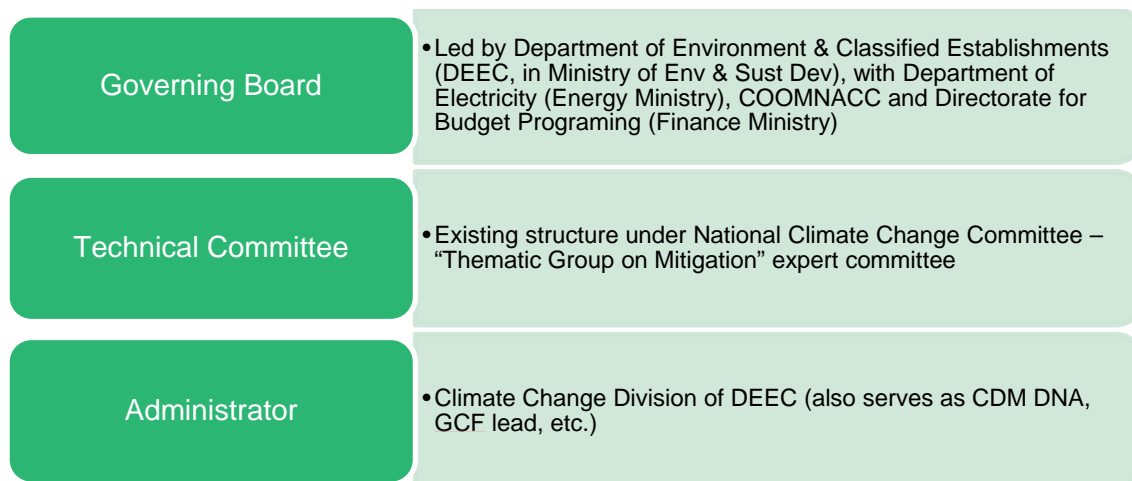 Governing Board
•Led by Department of Environment & Classified Establishments
(DEEC, in Ministry of Env & Sust Dev), with Department of
Electricity (Energy Ministry), COOMNACC and Directorate for
Budget Programing (Finance Ministry)
Technical Committee
•Existing structure under National Climate Change Committee –
“Thematic Group on Mitigation” expert committee
Administrator
•Climate Change Division of DEEC (also serves as CDM DNA,
GCF lead, etc.)